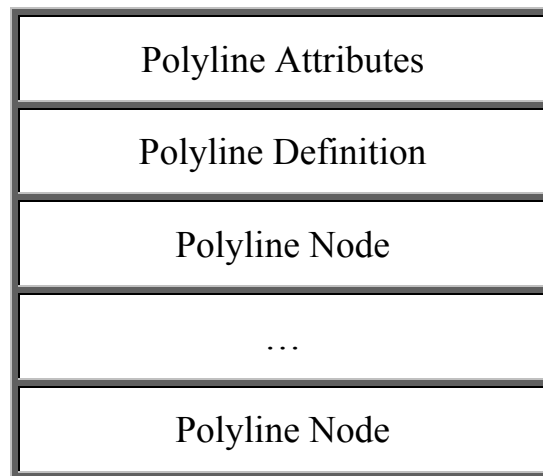 Polyline Attributes
Polyline Definition
Polyline Node
…
Polyline Node